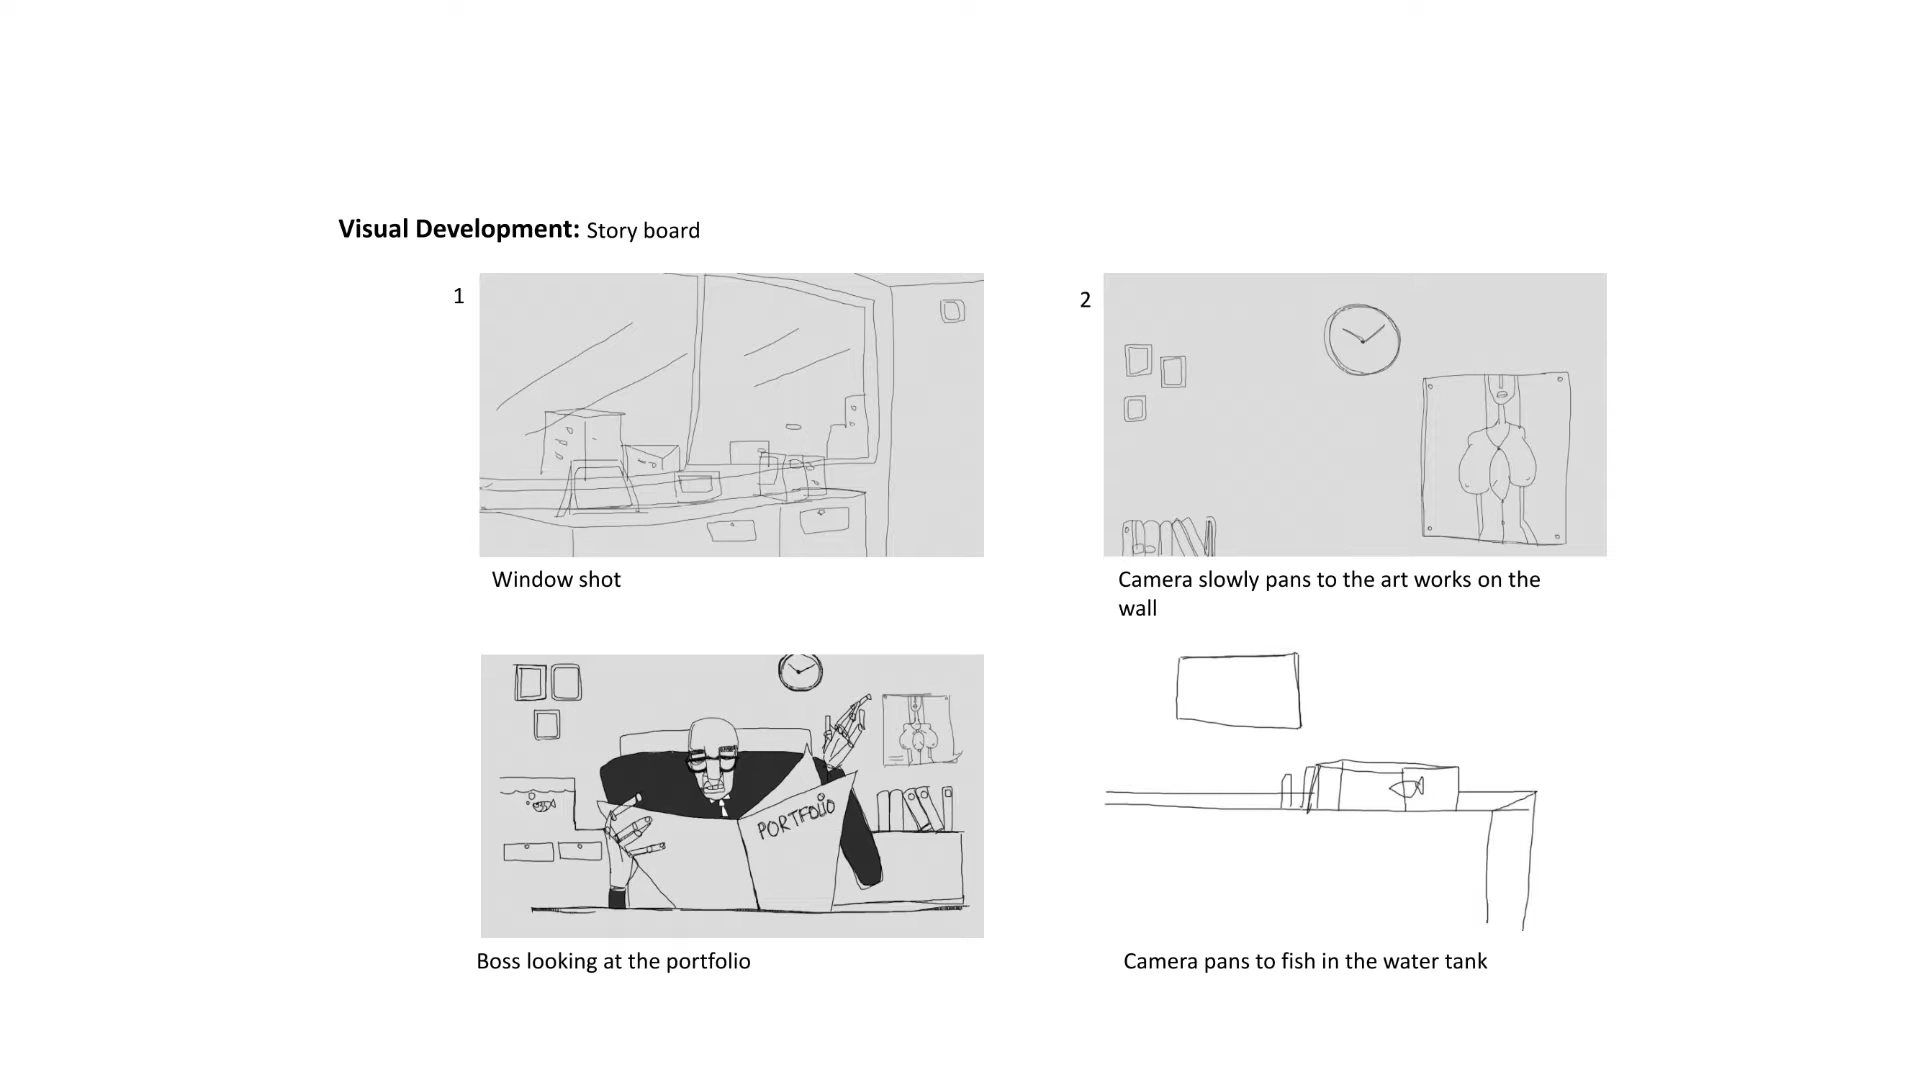 Visual Development: Story board
1
2
Window shot
Camera slowly pans to the art works on the
wall
PORTFOLIO
Boss looking at the portfolio
Camera pans to fish in the water tank